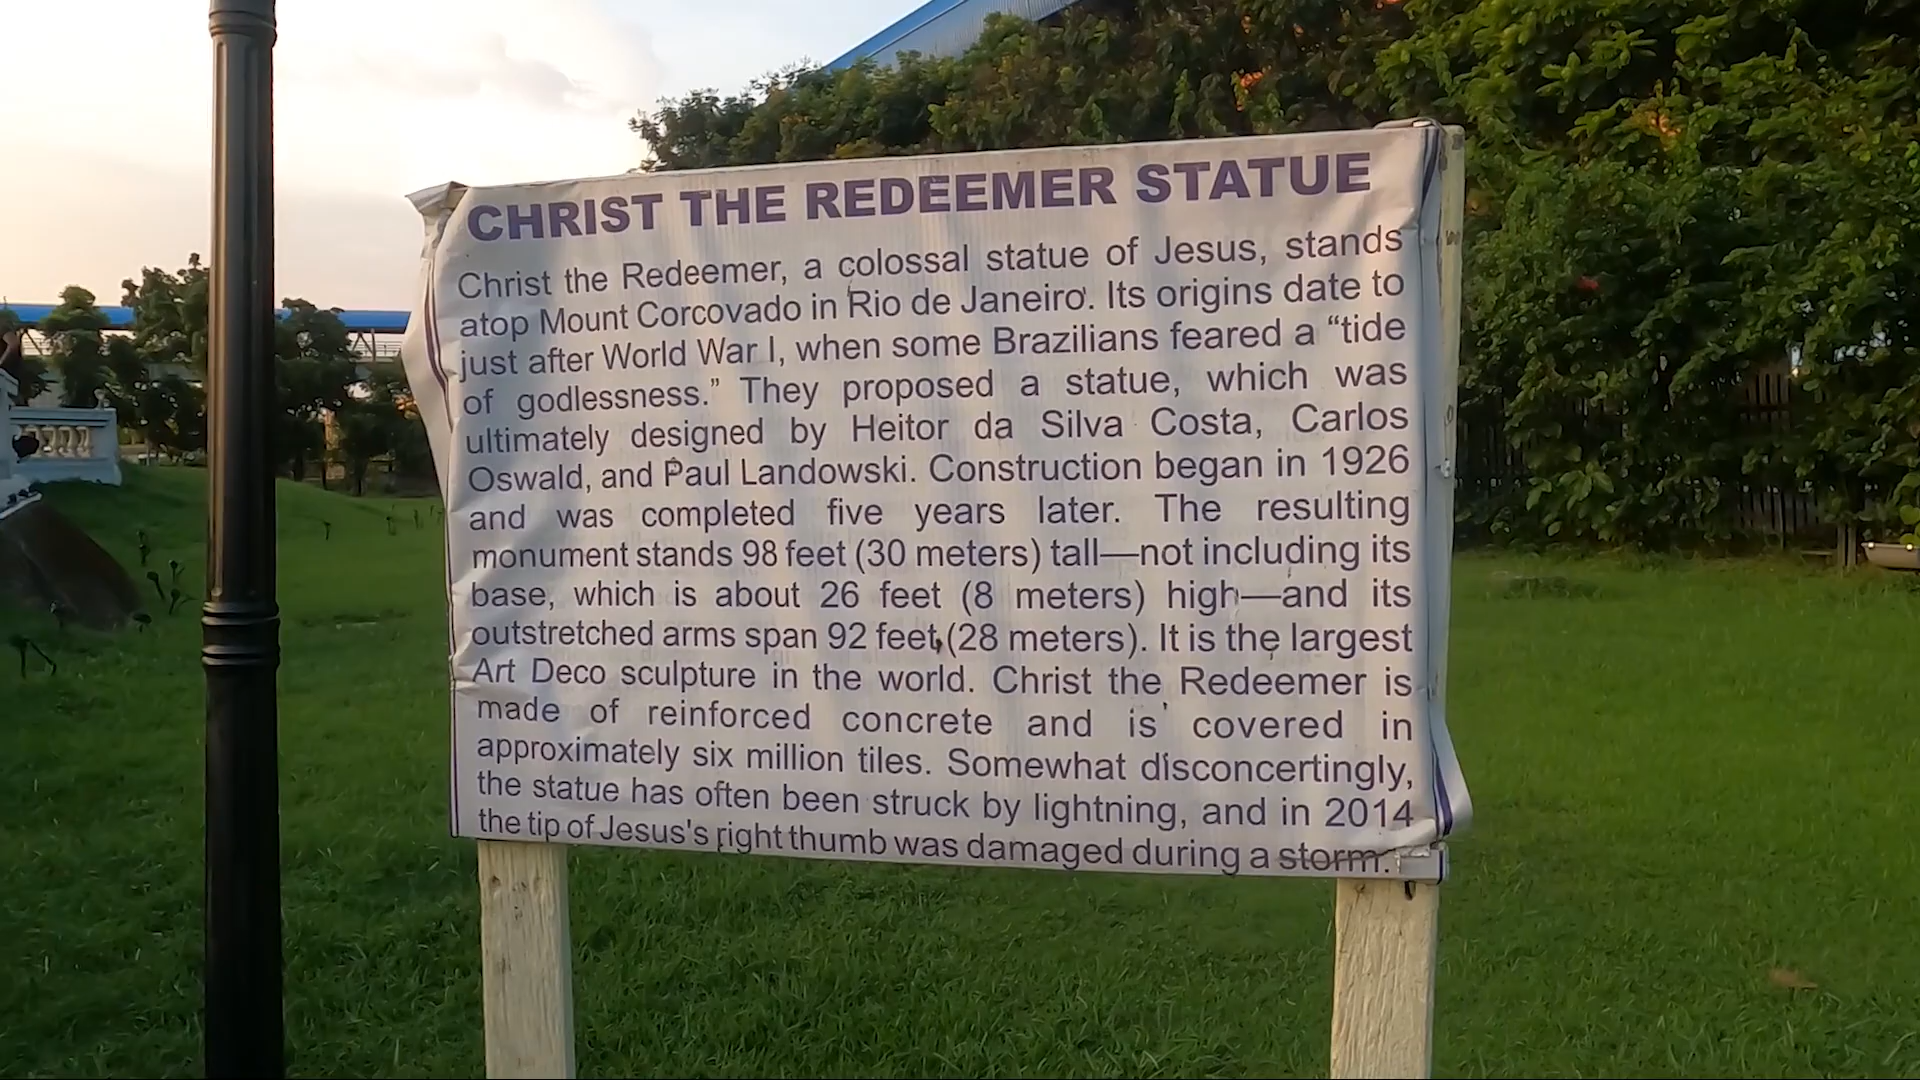 CHRIST THE REDEEMER STATUE
Christ the Redeemer, a colossal statue of Jesus, stands
atop Mount Corcovado in Rio de Janeiro. Its origins date to
just after World War I, when some Brazilians feared a “tide
of godlessness.” They proposed a statue, which was
ultimately designed by Heitor da Silva Costa, Carlos
Oswald, and Paul Landowski. Construction began in 1926
and was completed five years later. The resulting
monument stands 98 feet (30 meters) tall—not including its
base, which is about 26 feet (8 meters) high—and its
outstretched arms span 92 feet (28 meters). It is the largest
Art Deco sculpture in the world. Christ the Redeemer is
made of reinforced concrete and is covered in
approximately six million tiles. Somewhat disconcertingly,
the statue has often been struck by lightning, and in 2014
the tip of Jesus's right thumb was damaged during a storm.